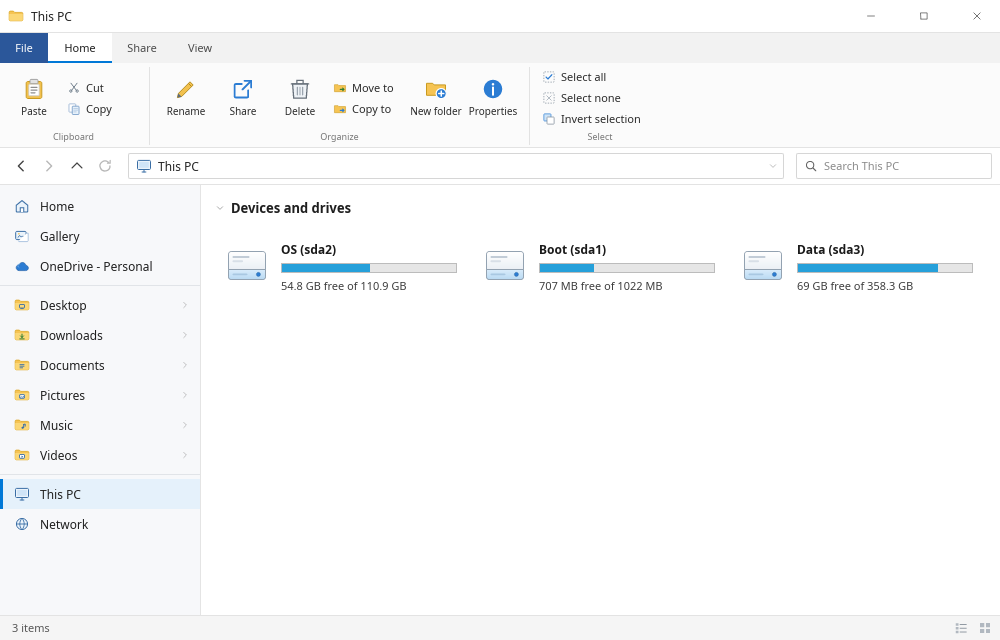 This PC
File
Home
Share
View
Paste
Cut
Copy
Clipboard
Rename
Share
Delete
Move to
Copy to
New folder
Properties
Organize
Select all
Select none
Invert selection
Select
This PC
Search This PC
Home
Gallery
OneDrive - Personal
Desktop
Downloads
Documents
Pictures
Music
Videos
This PC
Network
Devices and drives
OS (sda2)
54.8 GB free of 110.9 GB
Boot (sda1)
707 MB free of 1022 MB
Data (sda3)
69 GB free of 358.3 GB
3 items